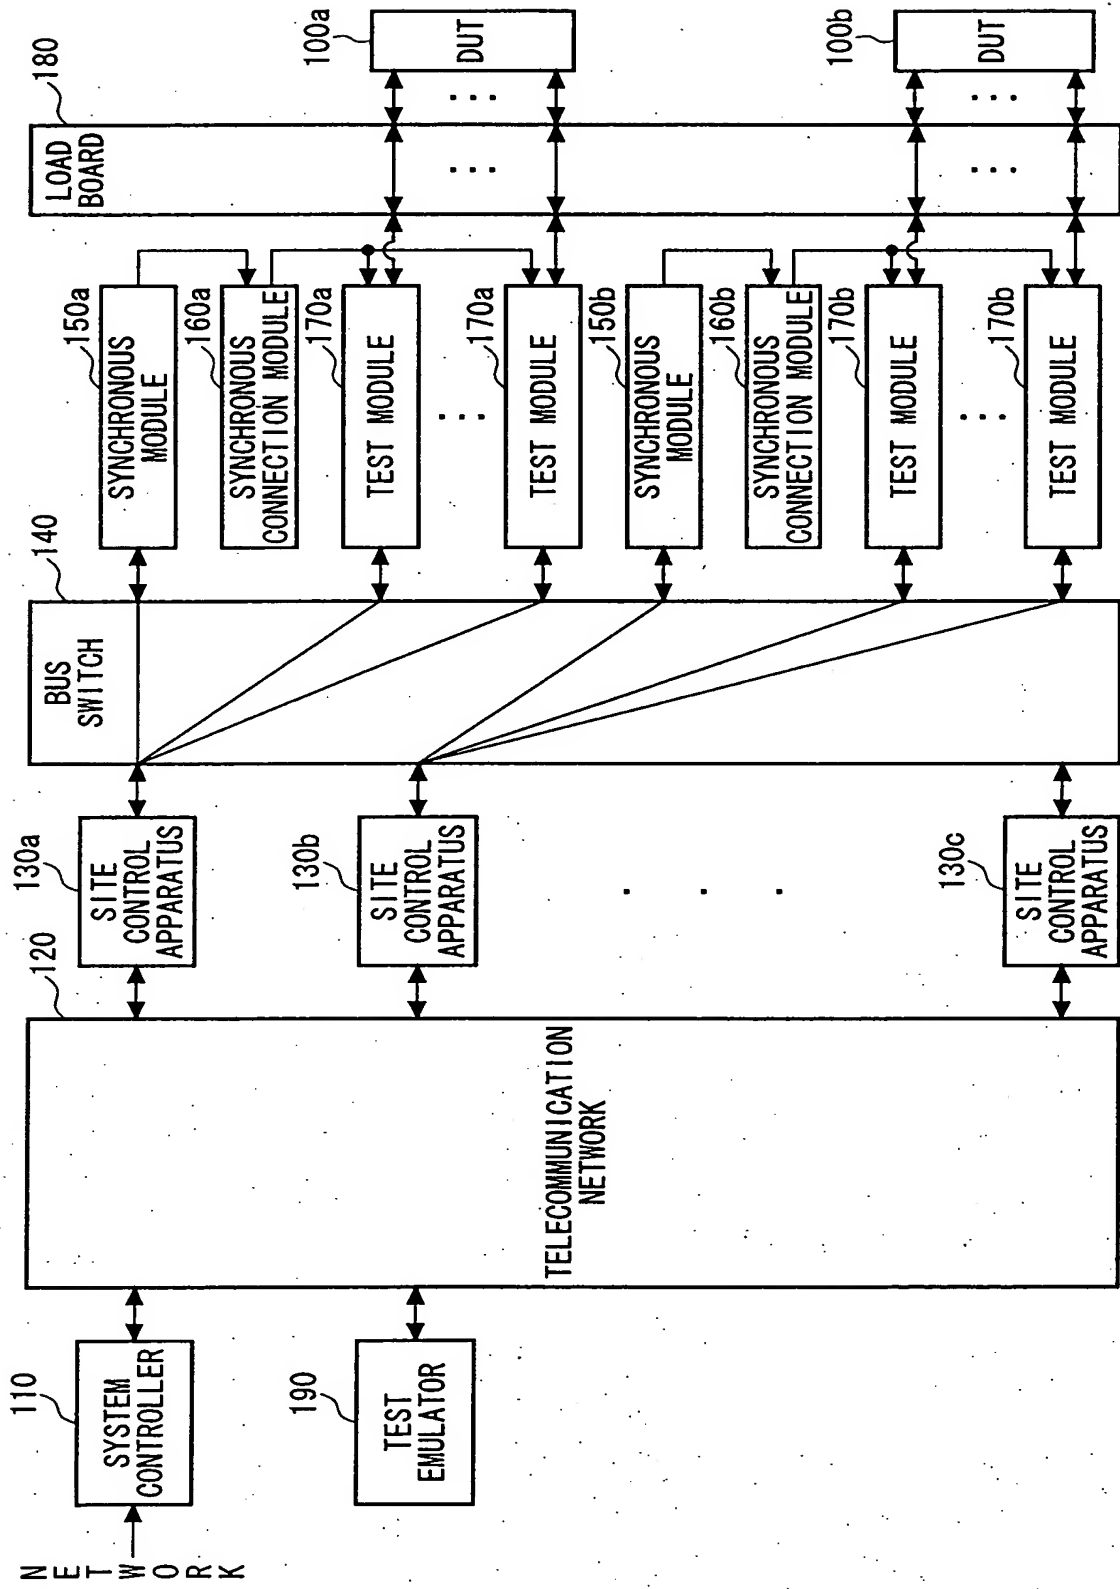 NETWORK
110
SYSTEM
CONTROLLER
190
TEST
EMULATOR
120
TELECOMMUNICATION
NETWORK
130a
SITE
CONTROL
APPARATUS
130b
SITE
CONTROL
APPARATUS
130c
SITE
CONTROL
APPARATUS
140
BUS
SWITCH
150a
SYNCHRONOUS
MODULE
160a
SYNCHRONOUS
CONNECTION MODULE
170a
TEST MODULE
170a
TEST MODULE
150b
SYNCHRONOUS
MODULE
160b
SYNCHRONOUS
CONNECTION MODULE
170b
TEST MODULE
170b
TEST MODULE
180
LOAD
BOARD
100a
DUT
100b
DUT